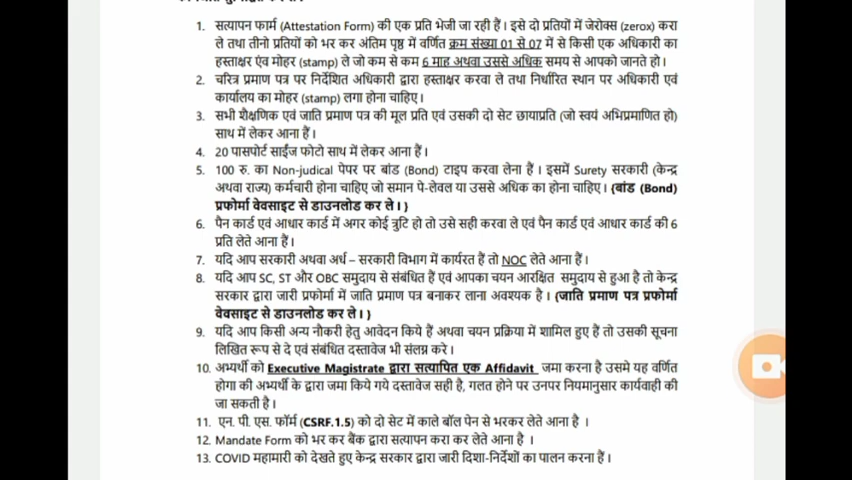 1. सत्यापन फार्म (Attestation Form) की एक प्रति भेजी जा रही हैं। इसे दो प्रतियों में जेरोक्स (zerox) करा
ले तथा तीनो प्रतियों को भर कर अंतिम पृष्ठ में वर्णित क्रम संख्या 01 से 07 में से किसी एक अधिकारी का
हस्ताक्षर एंव मोहर (stamp) ले जो कम से कम 6 माह अथवा उससे अधिक समय से आपको जानते हो।
2. चरित्र प्रमाण पत्र पर निर्देशित अधिकारी द्वारा हस्ताक्षर करवा ले तथा निर्धारित स्थान पर अधिकारी एवं
कार्यालय का मोहर (stamp) लगा होना चाहिए।
3. सभी शैक्षणिक एवं जाति प्रमाण पत्र की मूल प्रति एवं उसकी दो सेट छायाप्रति (जो स्वयं अभिप्रमाणित हो)
साथ में लेकर आना हैं।
4. 20 पासपोर्ट साईज फोटो साथ में लेकर आना हैं।
5. 100 रु. का Non-judical पेपर पर बांड (Bond) टाइप करवा लेना हैं। इसमें Surety सरकारी (केन्द्र
अथवा राज्य) कर्मचारी होना चाहिए जो समान पे-लेवल या उससे अधिक का होना चाहिए। {बांड (Bond)
प्रफोर्मा वेवसाइट से डाउनलोड कर ले।}
6. पैन कार्ड एवं आधार कार्ड में अगर कोई त्रुटि हो तो उसे सही करवा ले एवं पैन कार्ड एवं आधार कार्ड की 6
प्रति लेते आना हैं।
7. यदि आप सरकारी अथवा अर्ध – सरकारी विभाग में कार्यरत हैं तो NOC लेते आना हैं।
8. यदि आप SC, ST और OBC समुदाय से संबंधित हैं एवं आपका चयन आरक्षित समुदाय से हुआ है तो केन्द्र
सरकार द्वारा जारी प्रफोर्मा में जाति प्रमाण पत्र बनाकर लाना अवश्यक है। {जाति प्रमाण पत्र प्रफोर्मा
वेवसाइट से डाउनलोड कर ले।}
9. यदि आप किसी अन्य नौकरी हेतु आवेदन किये हैं अथवा चयन प्रक्रिया में शामिल हुए हैं तो उसकी सूचना
लिखित रूप से दे एवं संबंधित दस्तावेज भी संलग्न करे।
10. अभ्यर्थी को Executive Magistrate द्वारा सत्यापित एक Affidavit जमा करना है उसमे यह वर्णित
होगा की अभ्यर्थी के द्वारा जमा किये गये दस्तावेज सही है, गलत होने पर उनपर नियमानुसार कार्यवाही की
जा सकती है।
11. एन. पी. एस. फॉर्म (CSRF.1.5) को दो सेट में काले बॉल पेन से भरकर लेते आना है ।
12. Mandate Form को भर कर बैंक द्वारा सत्यापन करा कर लेते आना है ।
13. COVID महामारी को देखते हुए केन्द्र सरकार द्वारा जारी दिशा-निर्देशों का पालन करना हैं।